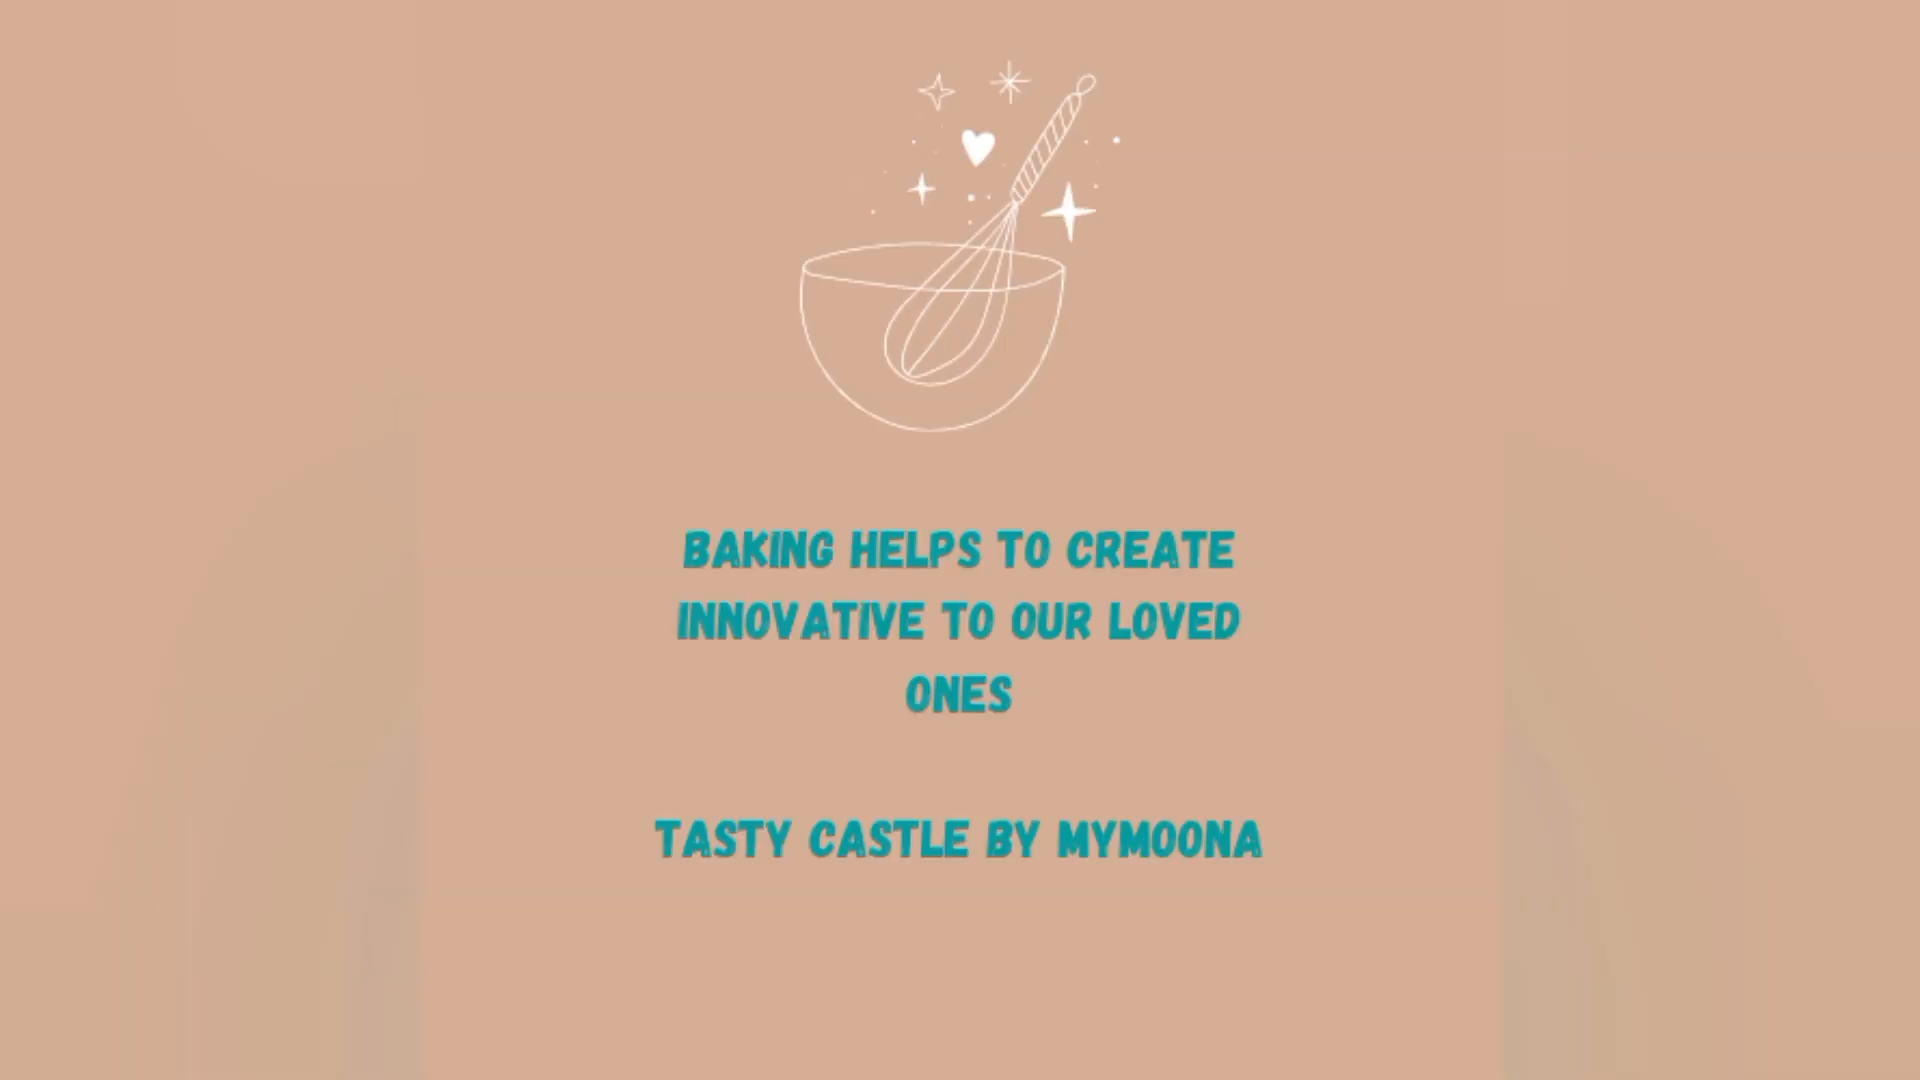 BAKING HELPS TO CREATE
INNOVATIVE TO OUR LOVED
ONES
TASTY CASTLE BY MYMOONA